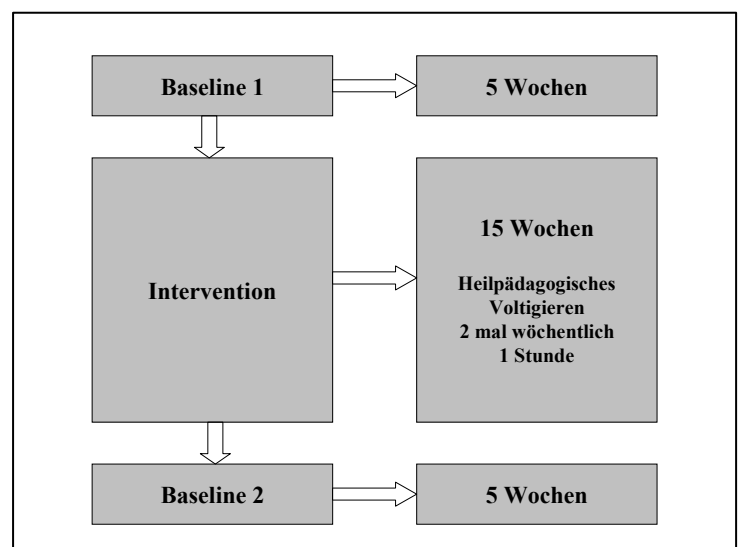 Baseline 1
5 Wochen
Intervention
15 Wochen
Heilpädagogisches
Voltigieren
2 mal wöchentlich
1 Stunde
Baseline 2
5 Wochen